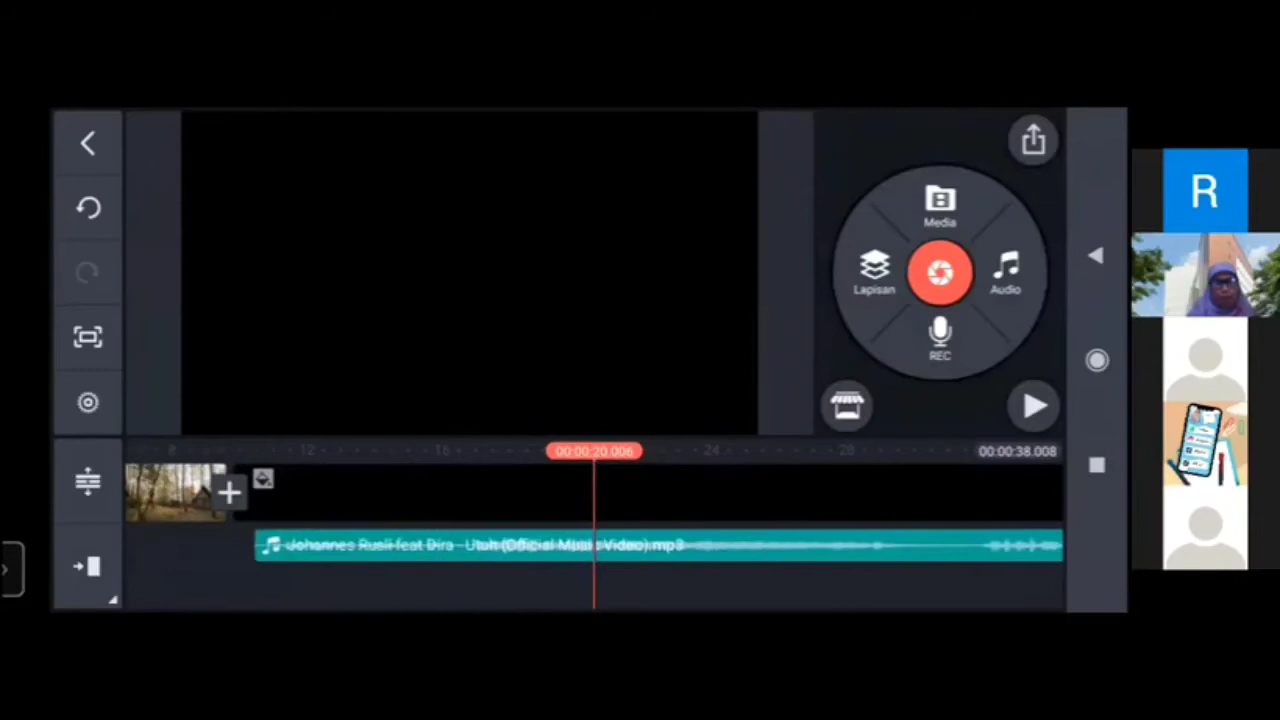 Media
Lapisan
Audio
REC
R
8
12
16
00:00:20.006
24
28
00:00:38.008
Johannes Rusli feat Dira - Utuh (Official Music Video).mp3